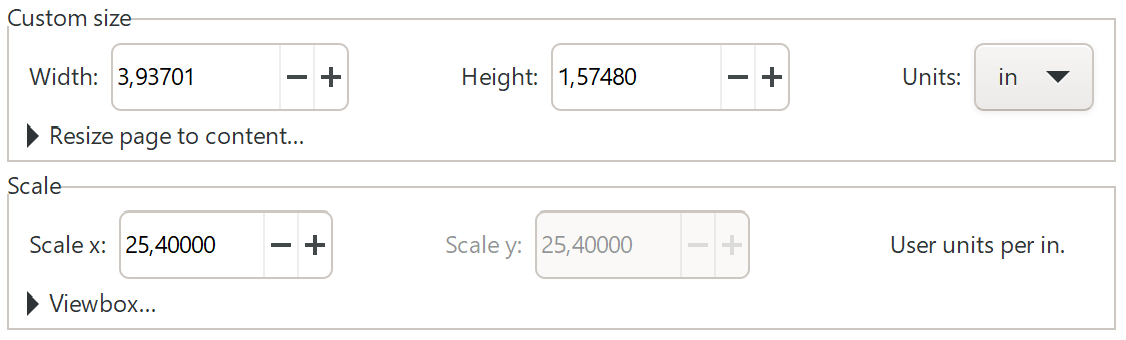 Custom size
Width: 3,93701 Height: 1,57480 Units: in
Resize page to content...
Scale
Scale x: 25,40000 Scale y: 25,40000 User units per in.
Viewbox...